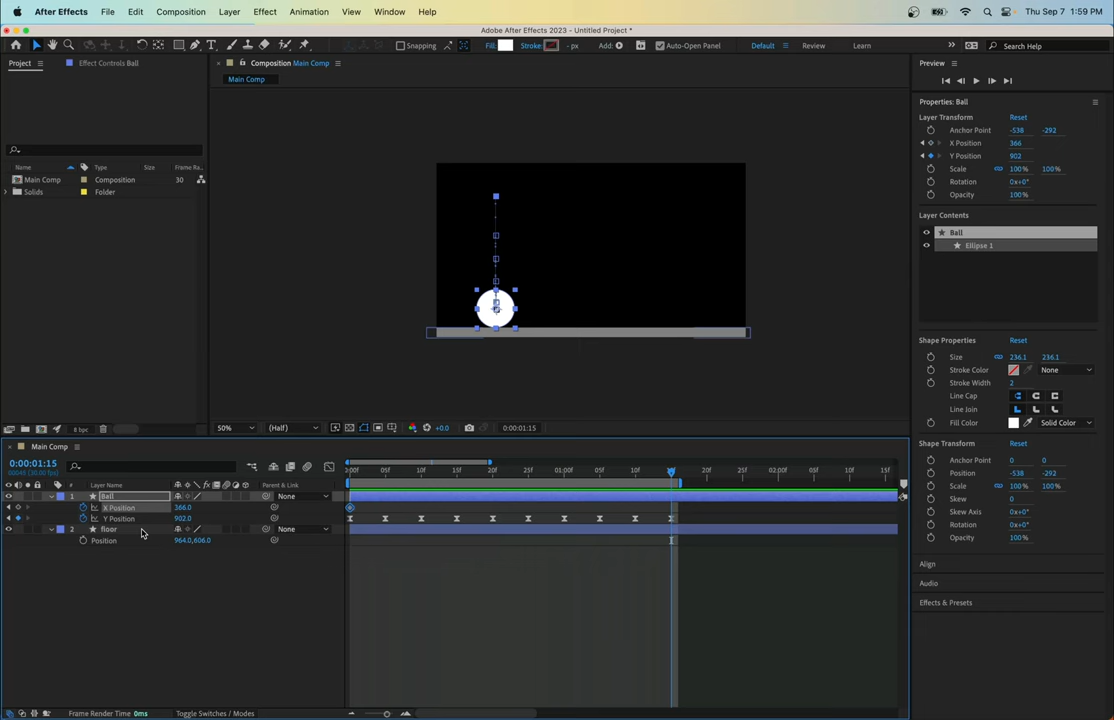 After Effects File Edit Composition Layer Effect Animation View Window Help Thu Sep 7 1:59 PM
Adobe After Effects 2023 - Untitled Project *
Snapping Fill: Stroke: - px Add: Auto-Open Panel Default Review Learn Search Help
Project Effect Controls Ball Composition Main Comp Preview
Main Comp
Properties: Ball
Layer Transform Reset
Anchor Point -538 -292
X Position 366
Y Position 902
Scale 100% 100%
Rotation 0x+0°
Opacity 100%
Name Type Size Frame Ra..
Main Comp Composition 30
Solids Folder
Layer Contents
Ball
Ellipse 1
Shape Properties Reset
Size 236.1 236.1
Stroke Color None
Stroke Width 2
Line Cap
Line Join
Fill Color Solid Color
8 bpc 50% (Half) +0.0 0:00:01:15
Shape Transform Reset
Anchor Point 0 0
Position -538 -292
Scale 100% 100%
Skew 0
Skew Axis 0x+0°
Rotation 0x+0°
Opacity 100%
Align
Audio
Effects & Presets
Main Comp
0:00:01:15
00045 (30.00 fps)
:00f 05f 10f 15f 20f 25f 01:00f 05f 10f 15f 20f 25f 02:00f 05f 10f 15f
# Layer Name Parent & Link
1 Ball None
X Position 366.0
Y Position 902.0
2 floor None
Position 964.0,606.0
Frame Render Time 0ms Toggle Switches / Modes